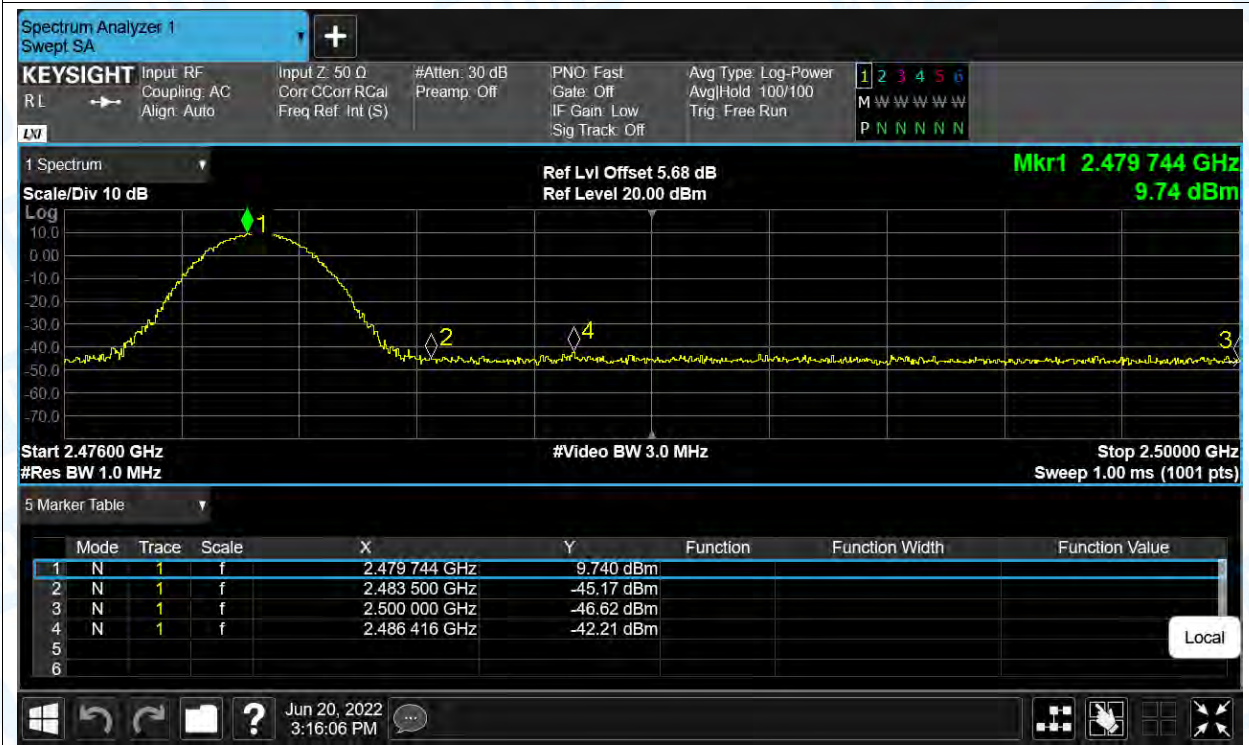 Spectrum Analyzer 1
Swept SA
+
KEYSIGHT Input: RF Input Z: 50 Ω #Atten: 30 dB PNO: Fast Avg Type: Log-Power 1 2 3 4 5 6
RL Coupling: AC Corr CCorr RCal Preamp: Off Gate: Off Avg|Hold: 100/100 M W W W W W
Align: Auto Freq Ref: Int (S) IF Gain: Low Trig: Free Run
LXI Sig Track: Off P N N N N N
1 Spectrum Ref Lvl Offset 5.68 dB Mkr1 2.479 744 GHz
Scale/Div 10 dB Ref Level 20.00 dBm 9.74 dBm
Log
10.0
0.00
-10.0
-20.0
-30.0
-40.0
-50.0
-60.0
-70.0
1
2
4
3
Start 2.47600 GHz #Video BW 3.0 MHz Stop 2.50000 GHz
#Res BW 1.0 MHz Sweep 1.00 ms (1001 pts)
5 Marker Table
Mode Trace Scale X Y Function Function Width Function Value
1 N 1 f 2.479 744 GHz 9.740 dBm
2 N 1 f 2.483 500 GHz -45.17 dBm
3 N 1 f 2.500 000 GHz -46.62 dBm
4 N 1 f 2.486 416 GHz -42.21 dBm
5
6
Local
? Jun 20, 2022
3:16:06 PM